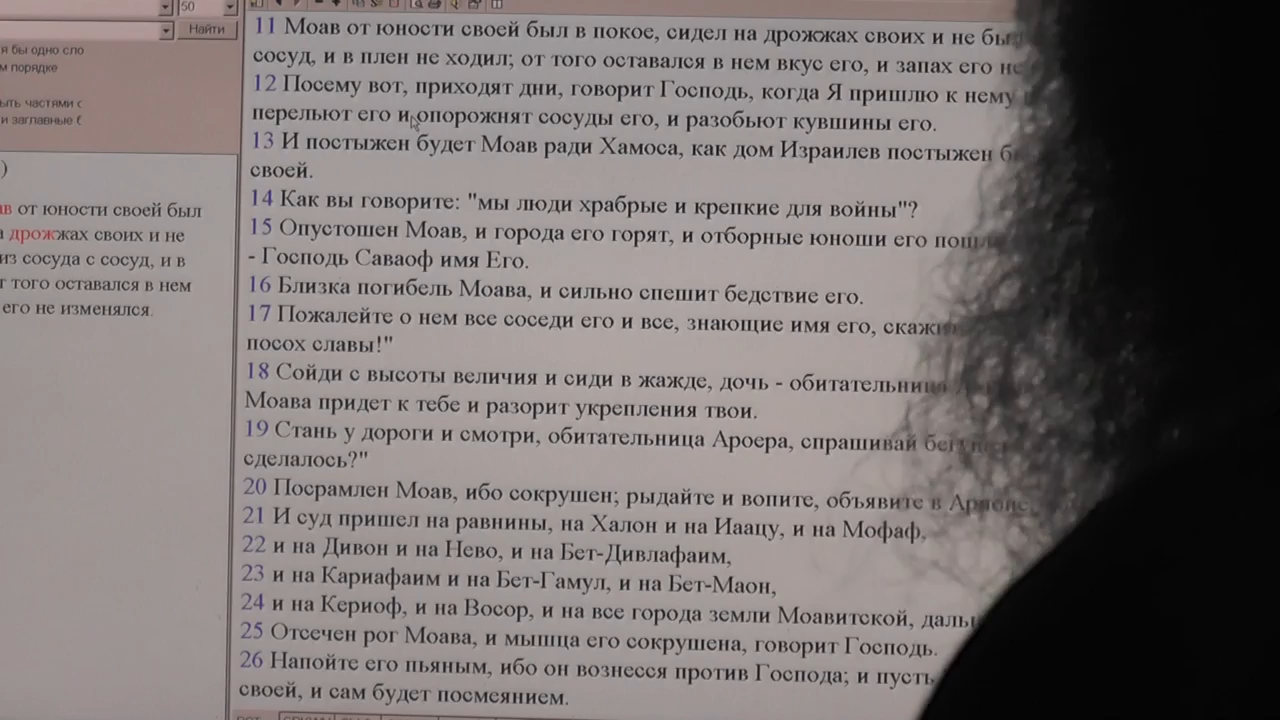 50
Найти
я бы одно сло
м порядке
ыть частями с
и заглавные б
)
ав от юности своей был
а дрожжах своих и не
из сосуда с сосуд, и в
т того оставался в нем
его не изменялся.
11 Моав от юности своей был в покое, сидел на дрожжах своих и не
сосуд, и в плен не ходил; от того оставался в нем вкус его, и запах его
12 Посему вот, приходят дни, говорит Господь, когда Я пришлю к нему
перельют его и опорожнят сосуды его, и разобьют кувшины его.
13 И постыжен будет Моав ради Хамоса, как дом Израилев постыжен
своей.
14 Как вы говорите: "мы люди храбрые и крепкие для войны"?
15 Опустошен Моав, и города его горят, и отборные юноши его
- Господь Саваоф имя Его.
16 Близка погибель Моава, и сильно спешит бедствие его.
17 Пожалейте о нем все соседи его и все, знающие имя его,
посох славы!"
18 Сойди с высоты величия и сиди в жажде, дочь - обитательница
Моава придет к тебе и разорит укрепления твои.
19 Стань у дороги и смотри, обитательница Ароера, спрашивай
сделалось?"
20 Посрамлен Моав, ибо сокрушен; рыдайте и вопите, объявите в Арноне,
21 И суд пришел на равнины, на Халон и на Иаацу, и на Мофаф,
22 и на Дивон и на Нево, и на Бет-Дивлафаим,
23 и на Кариафаим и на Бет-Гамул, и на Бет-Маон,
24 и на Кериоф, и на Восор, и на все города земли Моавитской,
25 Отсечен рог Моава, и мышца его сокрушена, говорит Господь.
26 Напойте его пьяным, ибо он вознесся против Господа; и пусть
своей, и сам будет посмеянием.